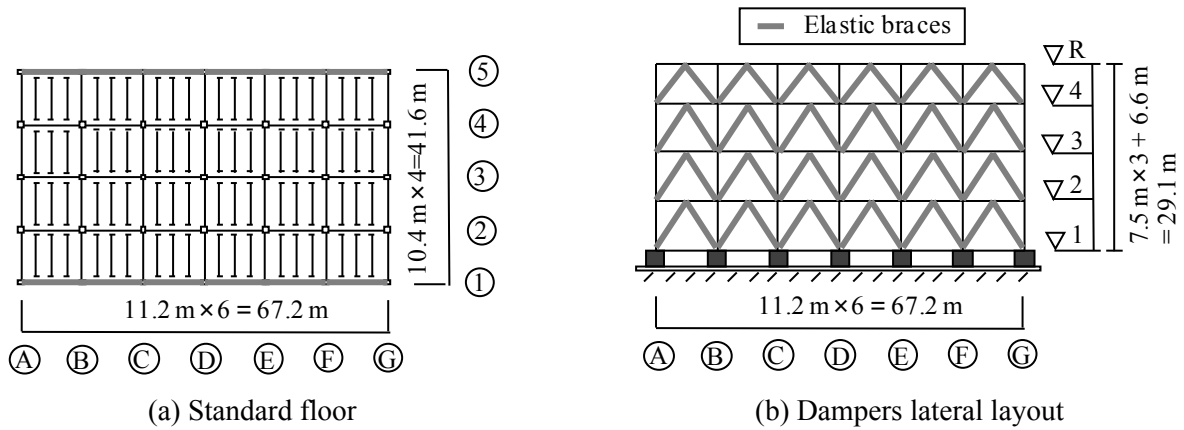 Elastic braces
5
4
3
2
1
10.4 m×4=41.6 m
11.2 m×6 = 67.2 m
A B C D E F G
(a) Standard floor
R
4
3
2
1
7.5 m×3 + 6.6 m
= 29.1 m
11.2 m×6 = 67.2 m
A B C D E F G
(b) Dampers lateral layout